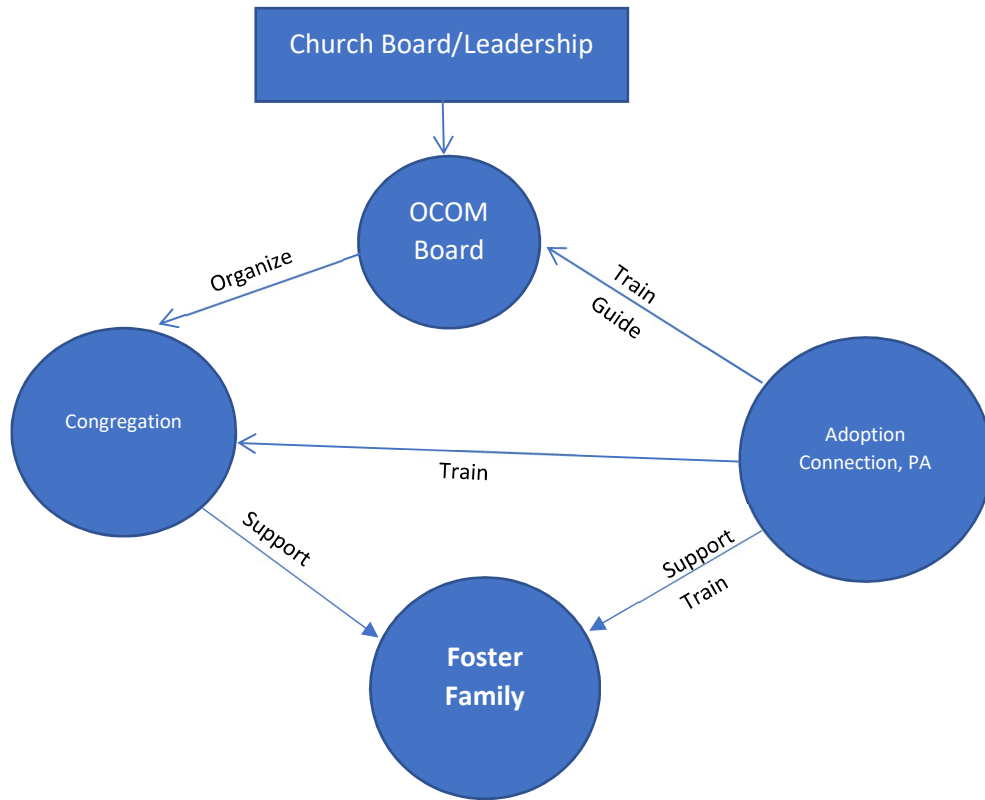 Church Board/Leadership
OCOM
Board
Organize
Train
Guide
Congregation
Adoption
Connection, PA
Train
Support
Support
Train
Foster
Family